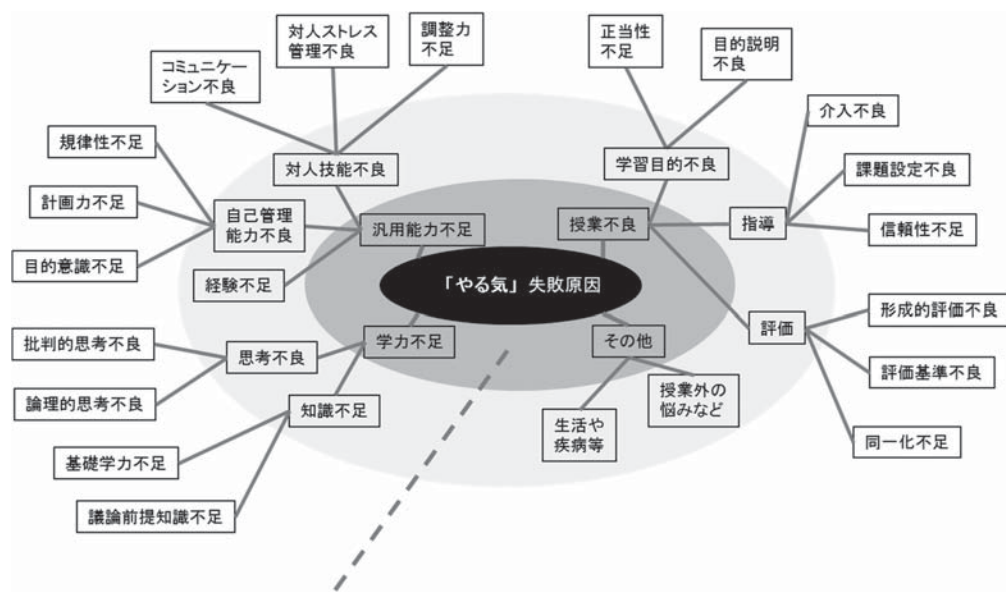 対人ストレス
管理不良
調整力
不足
コミュニケー
ション不良
規律性不足
計画力不足
目的意識不足
対人技能不良
自己管理
能力不良
経験不足
汎用能力不足
正当性
不足
目的説明
不良
学習目的不良
介入不良
課題設定不良
信頼性不足
授業不良
指導
「やる気」失敗原因
批判的思考不良
論理的思考不良
思考不良
学力不足
知識不足
基礎学力不足
議論前提知識不足
その他
生活や
疾病等
授業外の
悩みなど
評価
形成的評価不良
評価基準不良
同一化不足